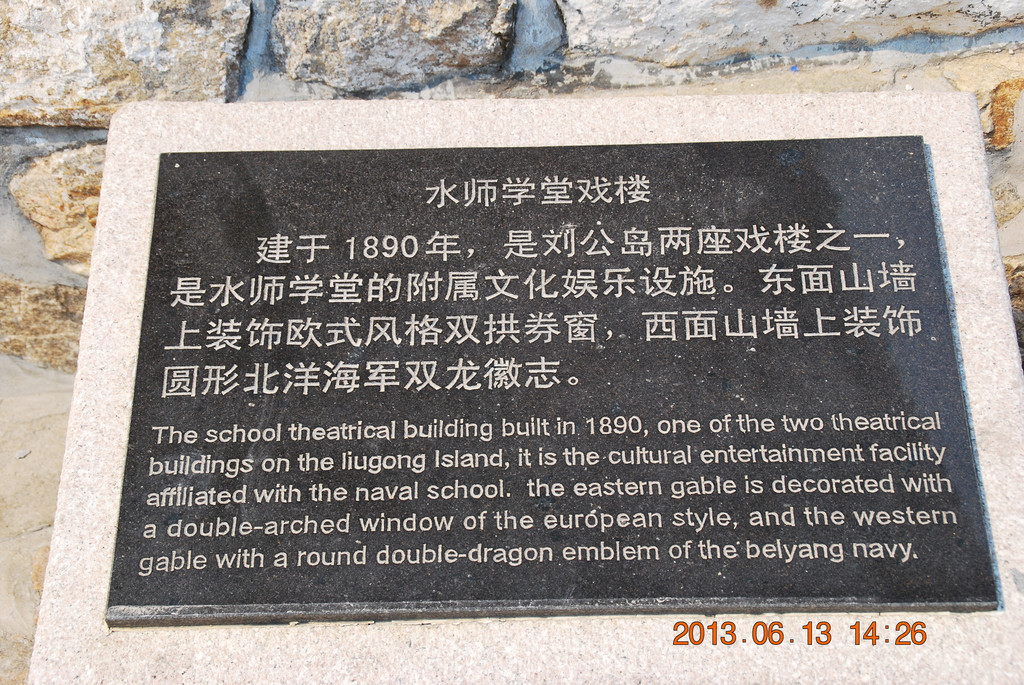 水师学堂戏楼
建于1890年，是刘公岛两座戏楼之一，
是水师学堂的附属文化娱乐设施。东面山墙
上装饰欧式风格双拱券窗，西面山墙上装饰
圆形北洋海军双龙徽志。
The school theatrical building built in 1890, one of the two theatrical
buildings on the liugong Island, it is the cultural entertainment facility
affiliated with the naval school. the eastern gable is decorated with
a double-arched window of the european style, and the western
gable with a round double-dragon emblem of the belyang navy.
2013.06.13 14:26